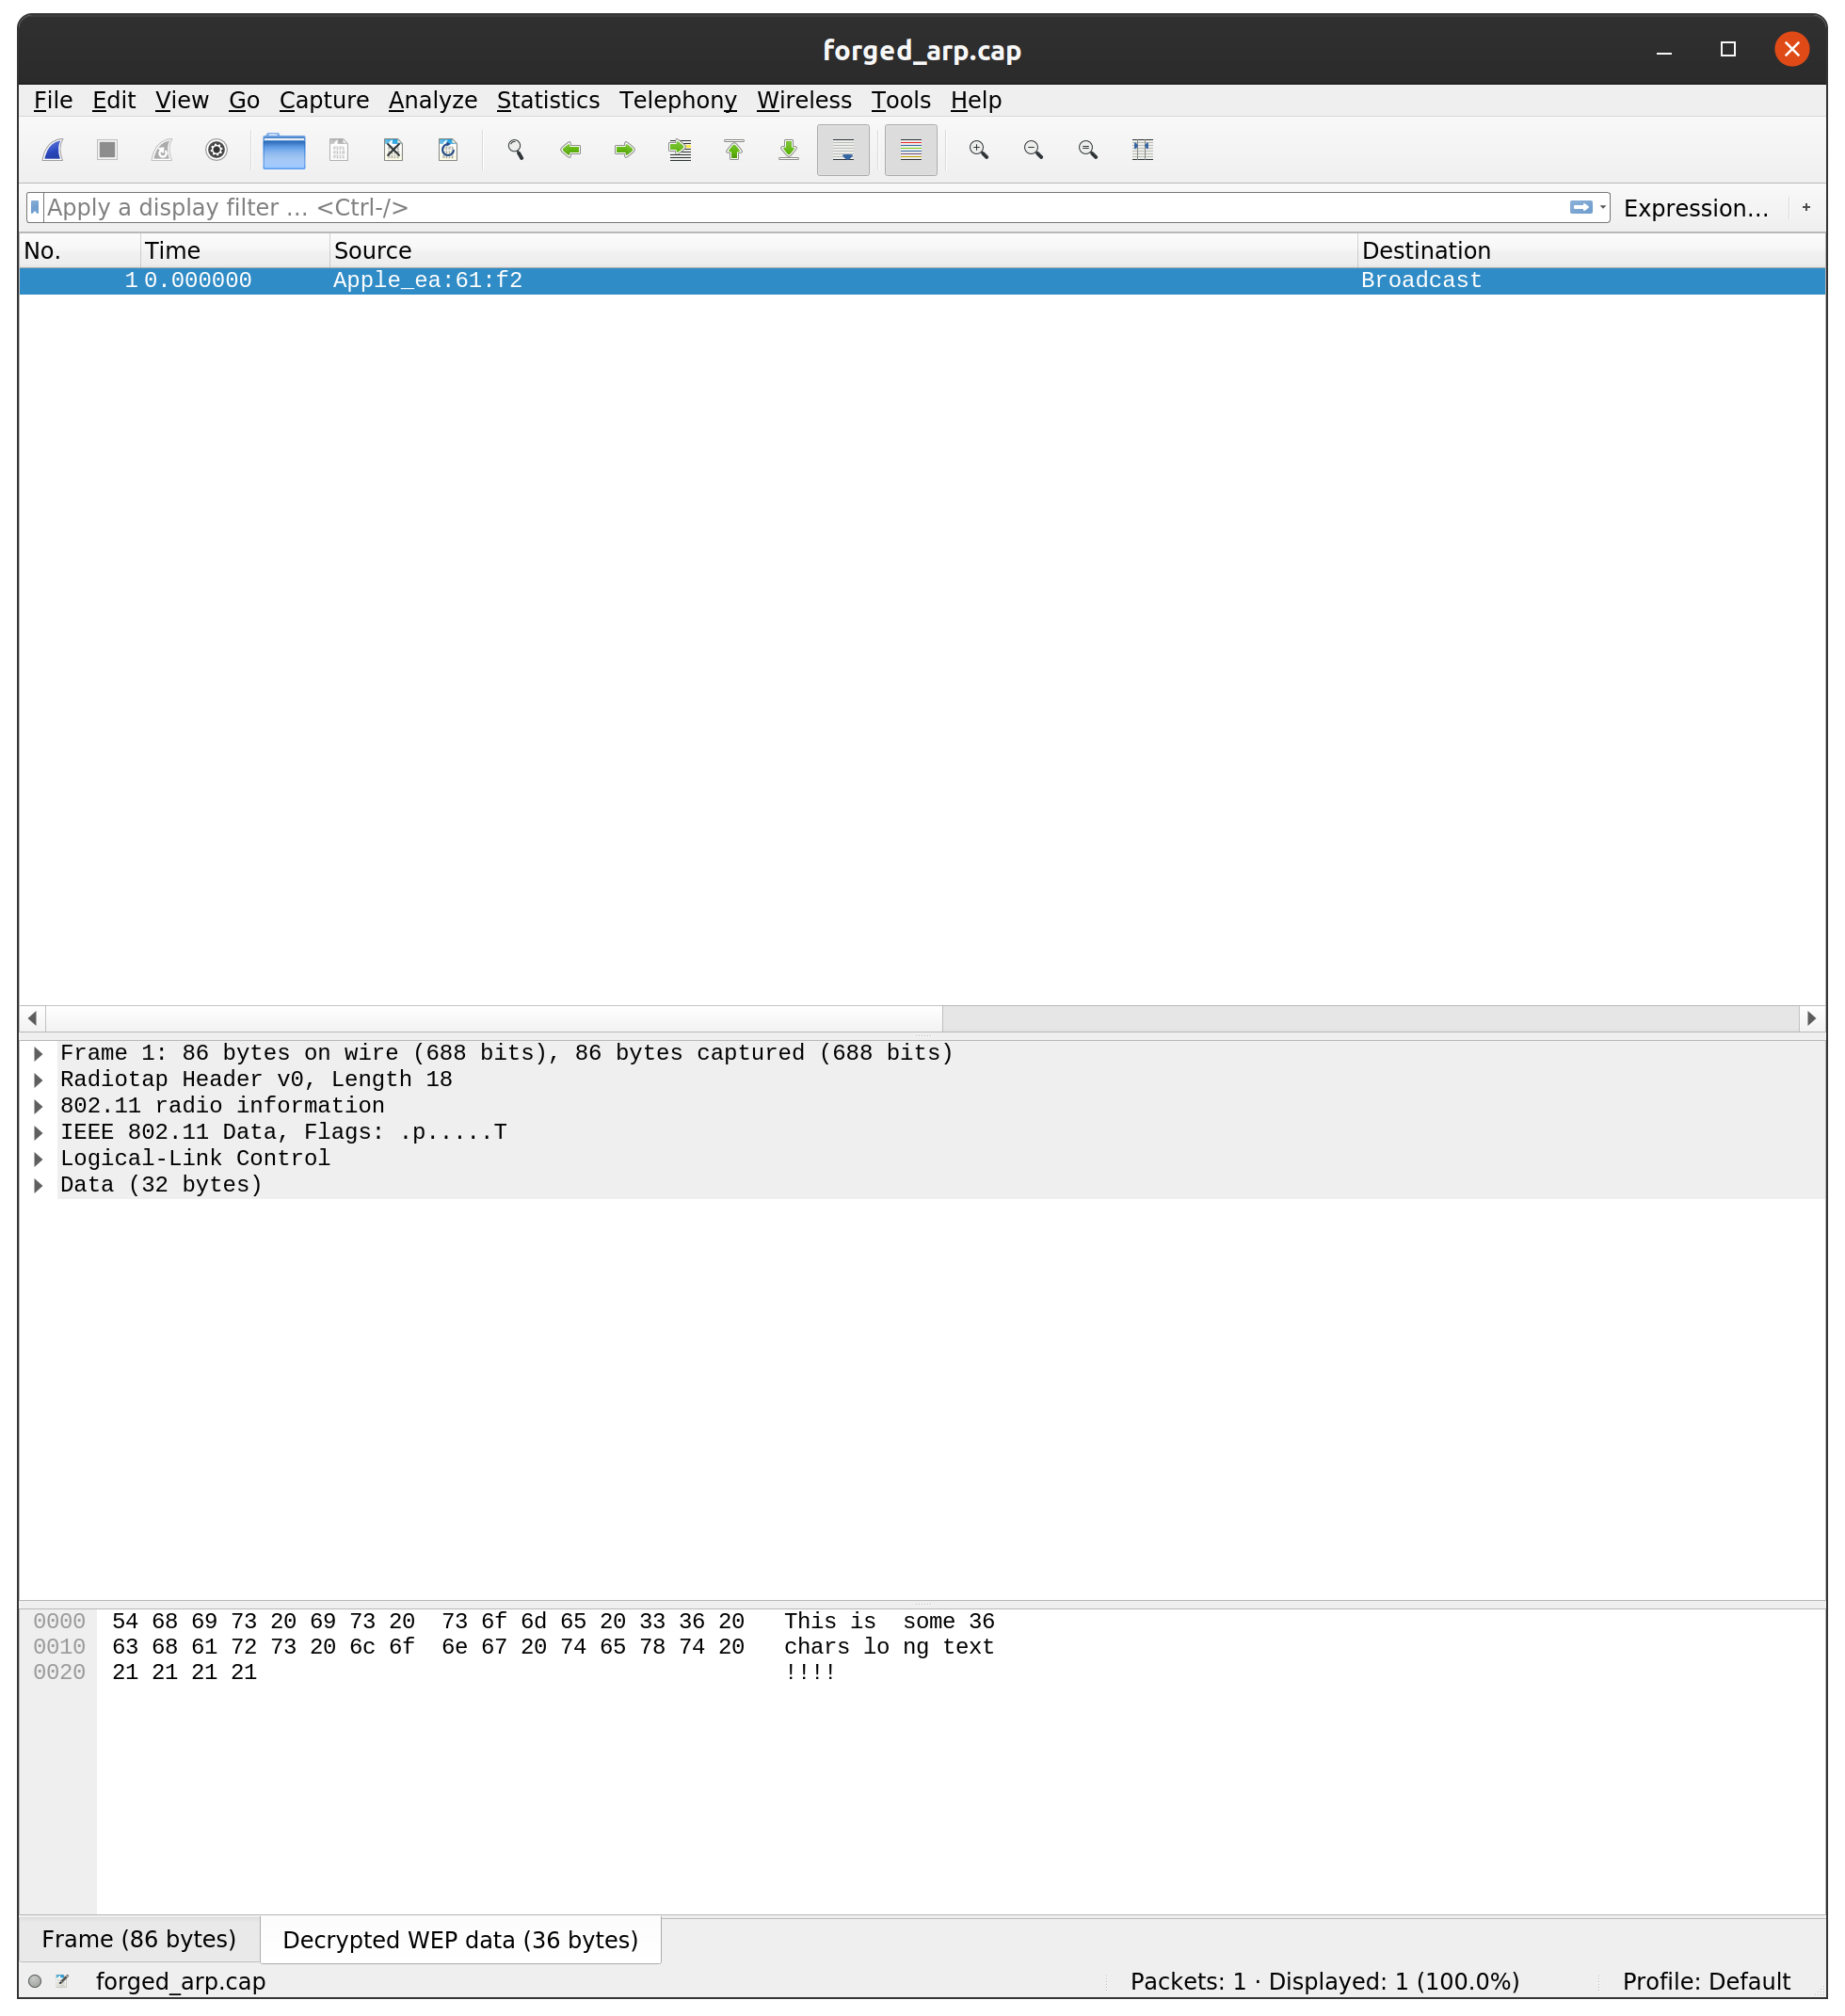 forged_arp.cap
File Edit View Go Capture Analyze Statistics Telephony Wireless Tools Help
Apply a display filter … <Ctrl-/> Expression… +
No. Time Source Destination
1 0.000000 Apple_ea:61:f2 Broadcast
Frame 1: 86 bytes on wire (688 bits), 86 bytes captured (688 bits)
Radiotap Header v0, Length 18
802.11 radio information
IEEE 802.11 Data, Flags: .p.....T
Logical-Link Control
Data (32 bytes)
0000 54 68 69 73 20 69 73 20 73 6f 6d 65 20 33 36 20 This is some 36
0010 63 68 61 72 73 20 6c 6f 6e 67 20 74 65 78 74 20 chars lo ng text
0020 21 21 21 21 !!!!
Frame (86 bytes) Decrypted WEP data (36 bytes)
forged_arp.cap Packets: 1 · Displayed: 1 (100.0%) Profile: Default